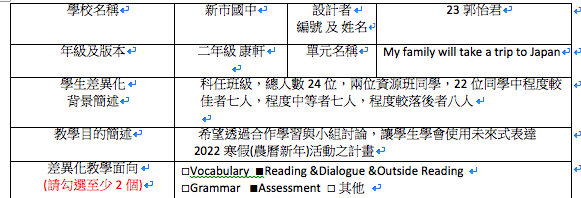 學校名稱 新市國中 設計者 編號 及 姓名 23 郭怡君
年級及版本 二年級 康軒 單元名稱 My family will take a trip to Japan
學生差異化 背景簡述 科任班級，總人數 24 位，兩位資源班同學，22 位同學中程度較
佳者七人，程度中等者七人，程度較落後者八人
教學目的簡述 希望透過合作學習與小組討論，讓學生學會使用未來式表達
2022 寒假(農曆新年)活動之計畫
差異化教學面向 □Vocabulary ■Reading &Dialogue &Outside Reading
(請勾選至少 2 個) □Grammar ■Assessment □ 其他